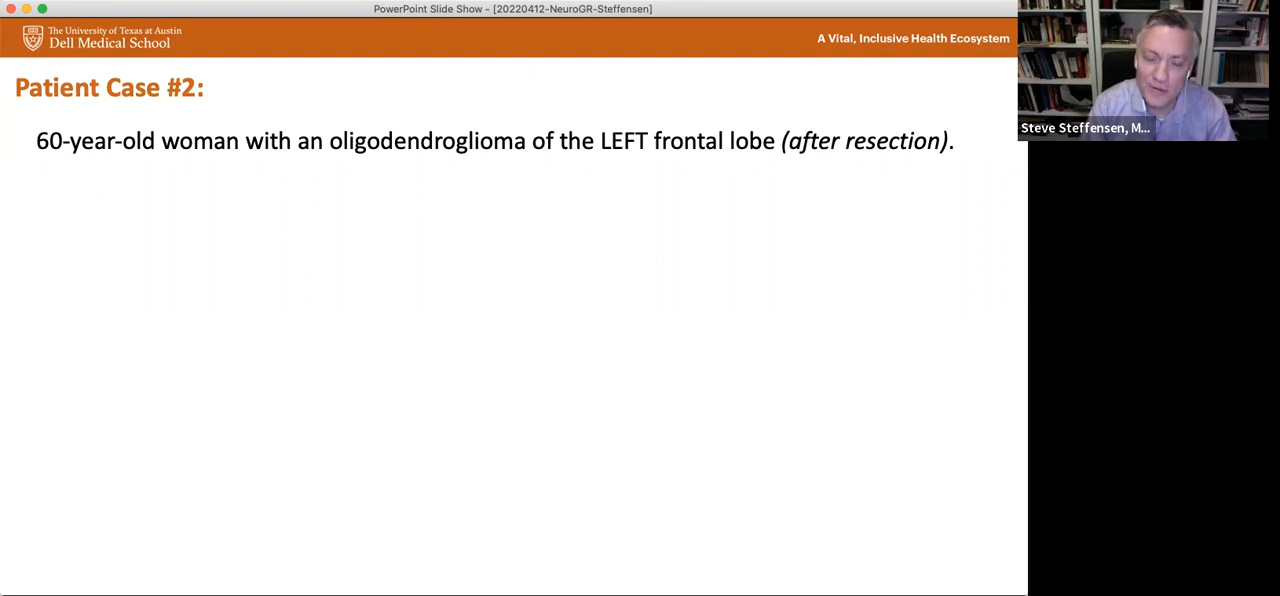 PowerPoint Slide Show - [20220412-NeuroGR-Steffensen]
The University of Texas at Austin
Dell Medical School
A Vital, Inclusive Health Ecosystem
Patient Case #2:
60-year-old woman with an oligodendroglioma of the LEFT frontal lobe (after resection).
Steve Steffensen, M...